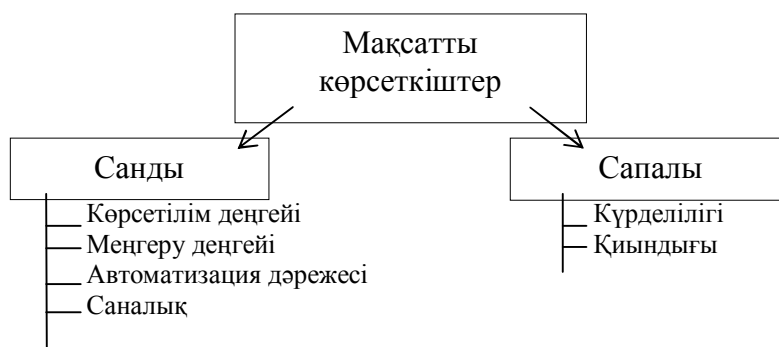 Мақсатты
көрсеткіштер
Санды
Сапалы
Көрсетілім деңгейі
Меңгеру деңгейі
Автоматизация дәрежесі
Саналық
Күрделілігі
Қиындығы